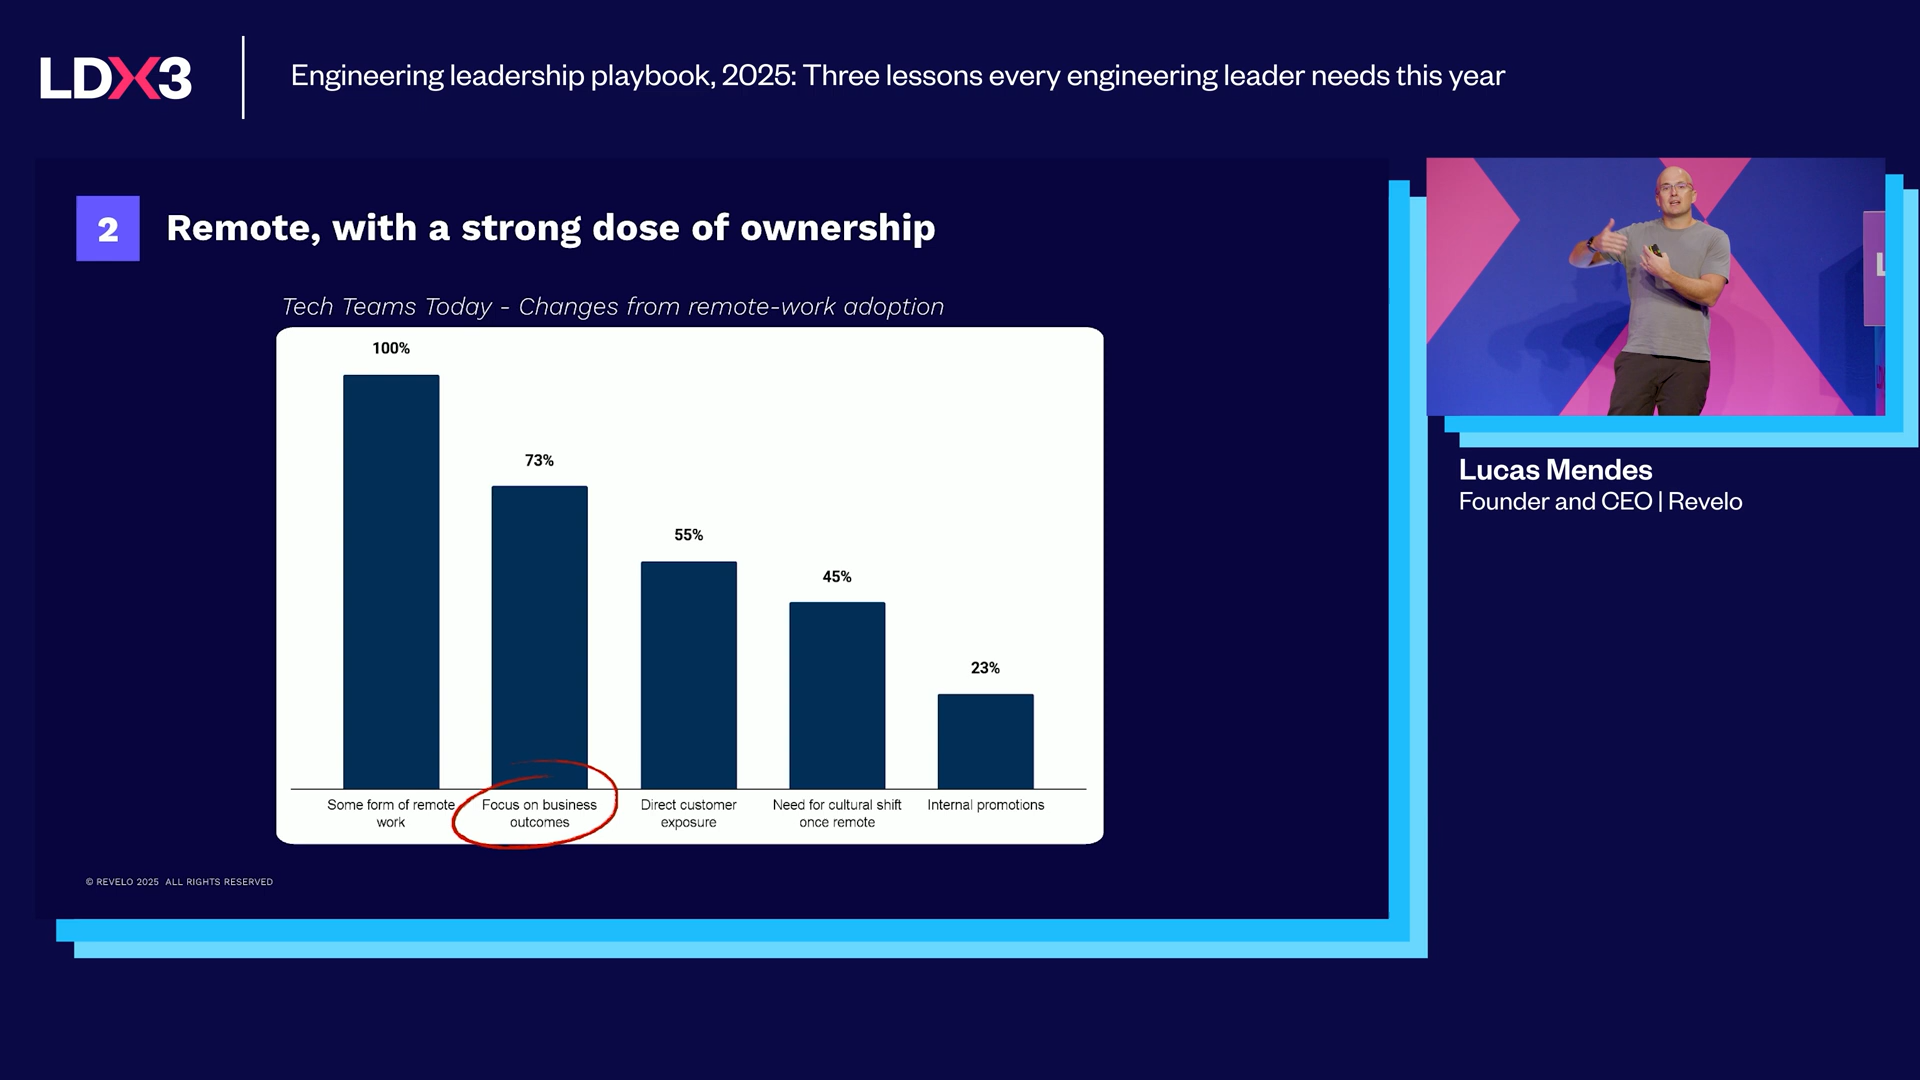 LDX3
Engineering leadership playbook, 2025: Three lessons every engineering leader needs this year
2
Remote, with a strong dose of ownership
Tech Teams Today - Changes from remote-work adoption
100%
73%
55%
45%
23%
Some form of remote
work
Focus on business
outcomes
Direct customer
exposure
Need for cultural shift
once remote
Internal promotions
© REVELO 2025 ALL RIGHTS RESERVED
L
Lucas Mendes
Founder and CEO | Revelo